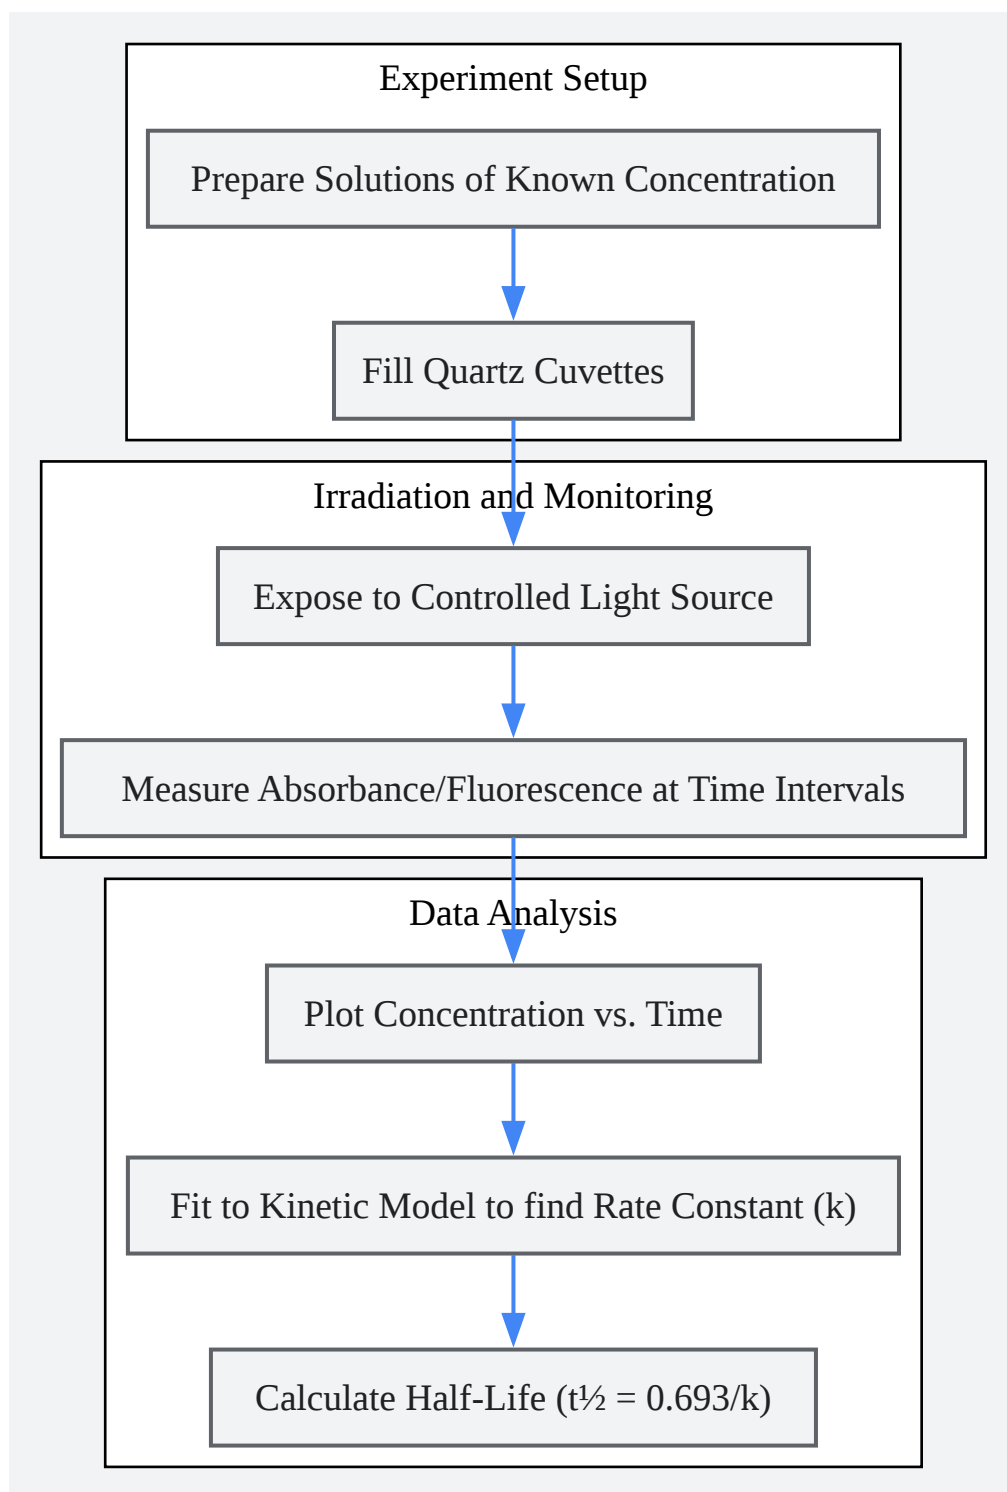 Experiment Setup
Prepare Solutions of Known Concentration
Fill Quartz Cuvettes
Irradiation and Monitoring
Expose to Controlled Light Source
Measure Absorbance/Fluorescence at Time Intervals
Data Analysis
Plot Concentration vs. Time
Fit to Kinetic Model to find Rate Constant (k)
Calculate Half-Life (t½ = 0.693/k)